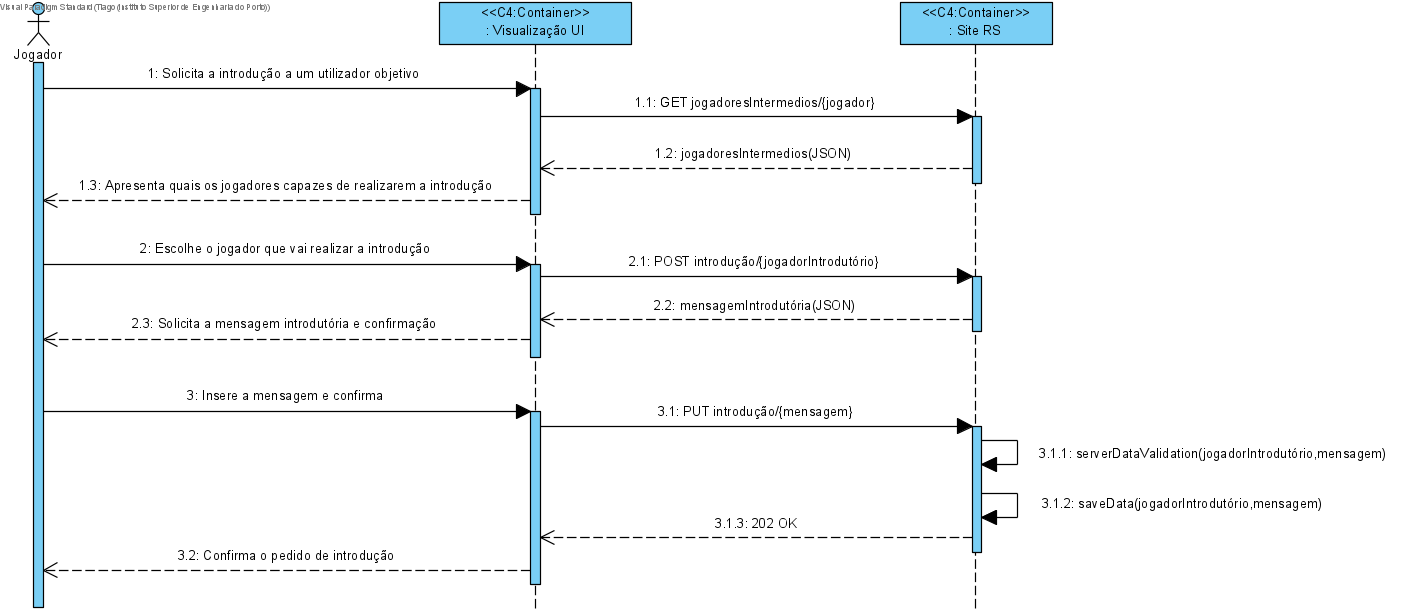 Visual Paradigm Standard (Tiago (Instituto Superior de Engenharia do Porto))
<<C4:Container>>
: Visualização UI
<<C4:Container>>
: Site RS
Jogador
1: Solicita a introdução a um utilizador objetivo
1.1: GET jogadoresIntermedios/{jogador}
1.2: jogadoresIntermedios(JSON)
1.3: Apresenta quais os jogadores capazes de realizarem a introdução
2: Escolhe o jogador que vai realizar a introdução
2.1: POST introdução/{jogadorIntrodutório}
2.2: mensagemIntrodutória(JSON)
2.3: Solicita a mensagem introdutória e confirmação
3: Insere a mensagem e confirma
3.1: PUT introdução/{mensagem}
3.1.1: serverDataValidation(jogadorIntrodutório,mensagem)
3.1.2: saveData(jogadorIntrodutório,mensagem)
3.1.3: 202 OK
3.2: Confirma o pedido de introdução